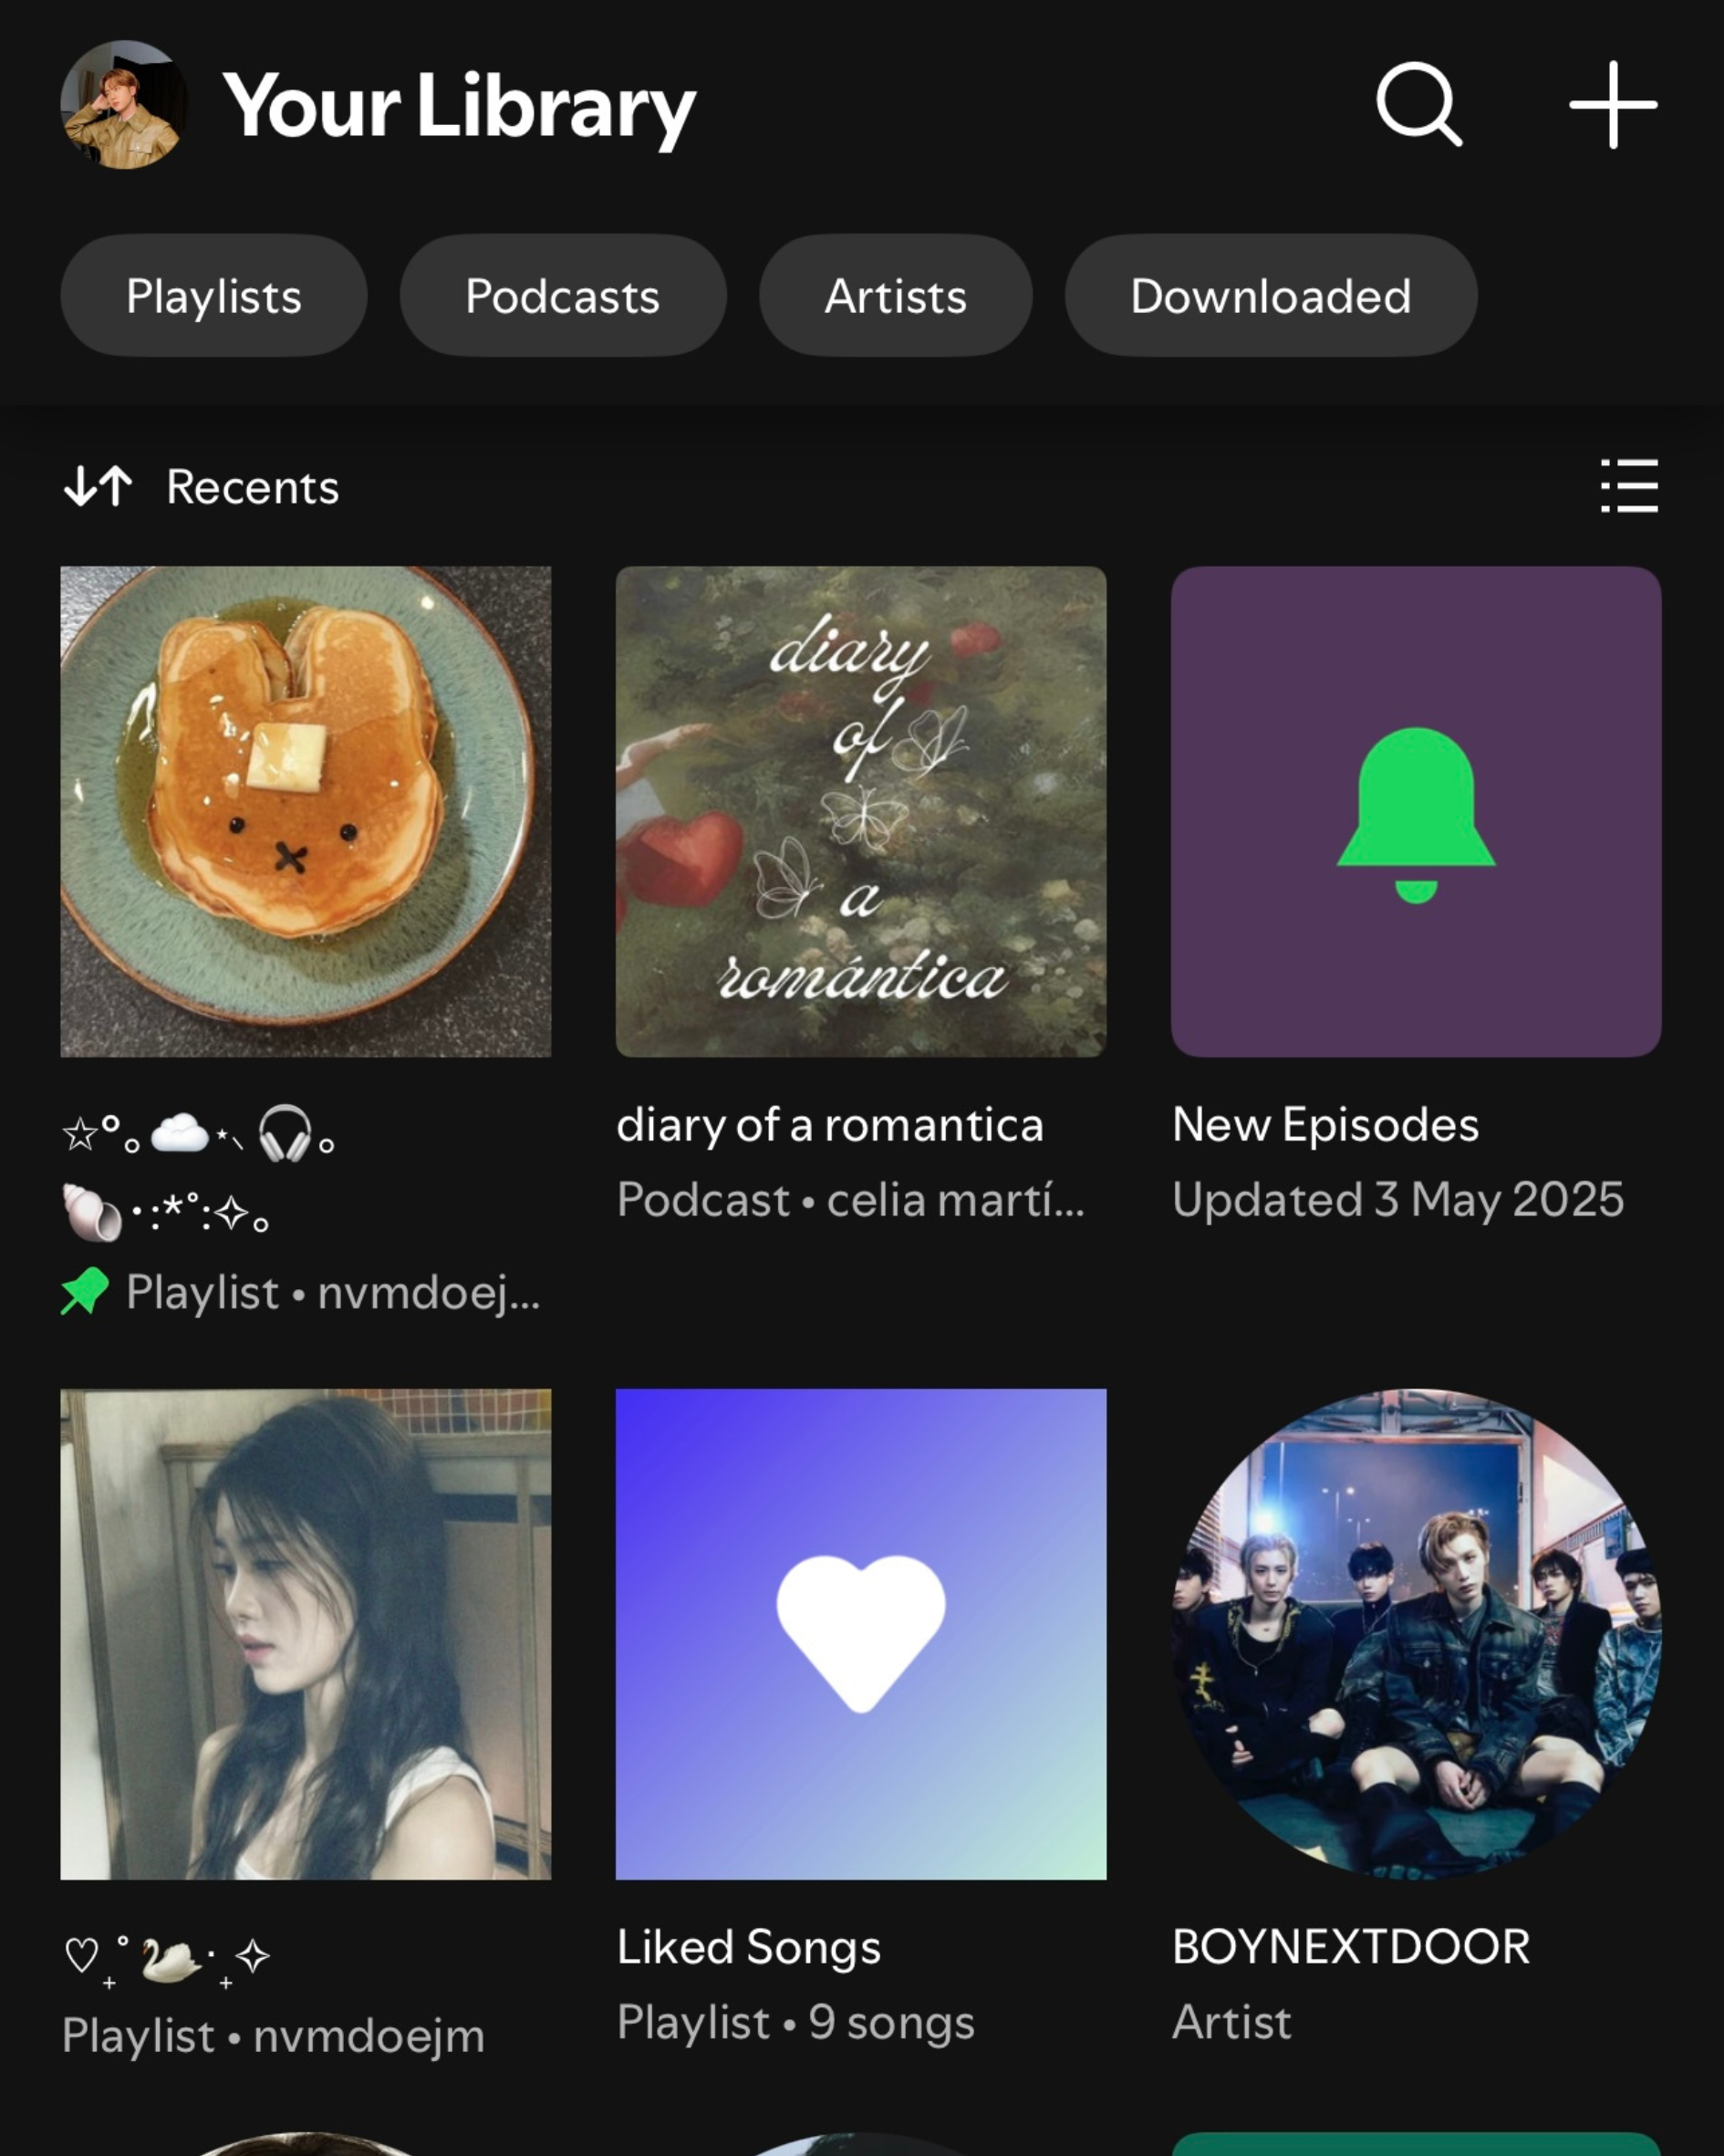 Your Library
Playlists
Podcasts
Artists
Downloaded
Recents
diary
of
a
romántica
☆°｡☁️⋆⸜ 🎧｡
🐚⋆·:*˚:✧｡
Playlist • nvmdoej...
diary of a romantica
Podcast • celia martí...
New Episodes
Updated 3 May 2025
♡₊˚🦢・₊✧
Playlist • nvmdoejm
Liked Songs
Playlist • 9 songs
BOYNEXTDOOR
Artist